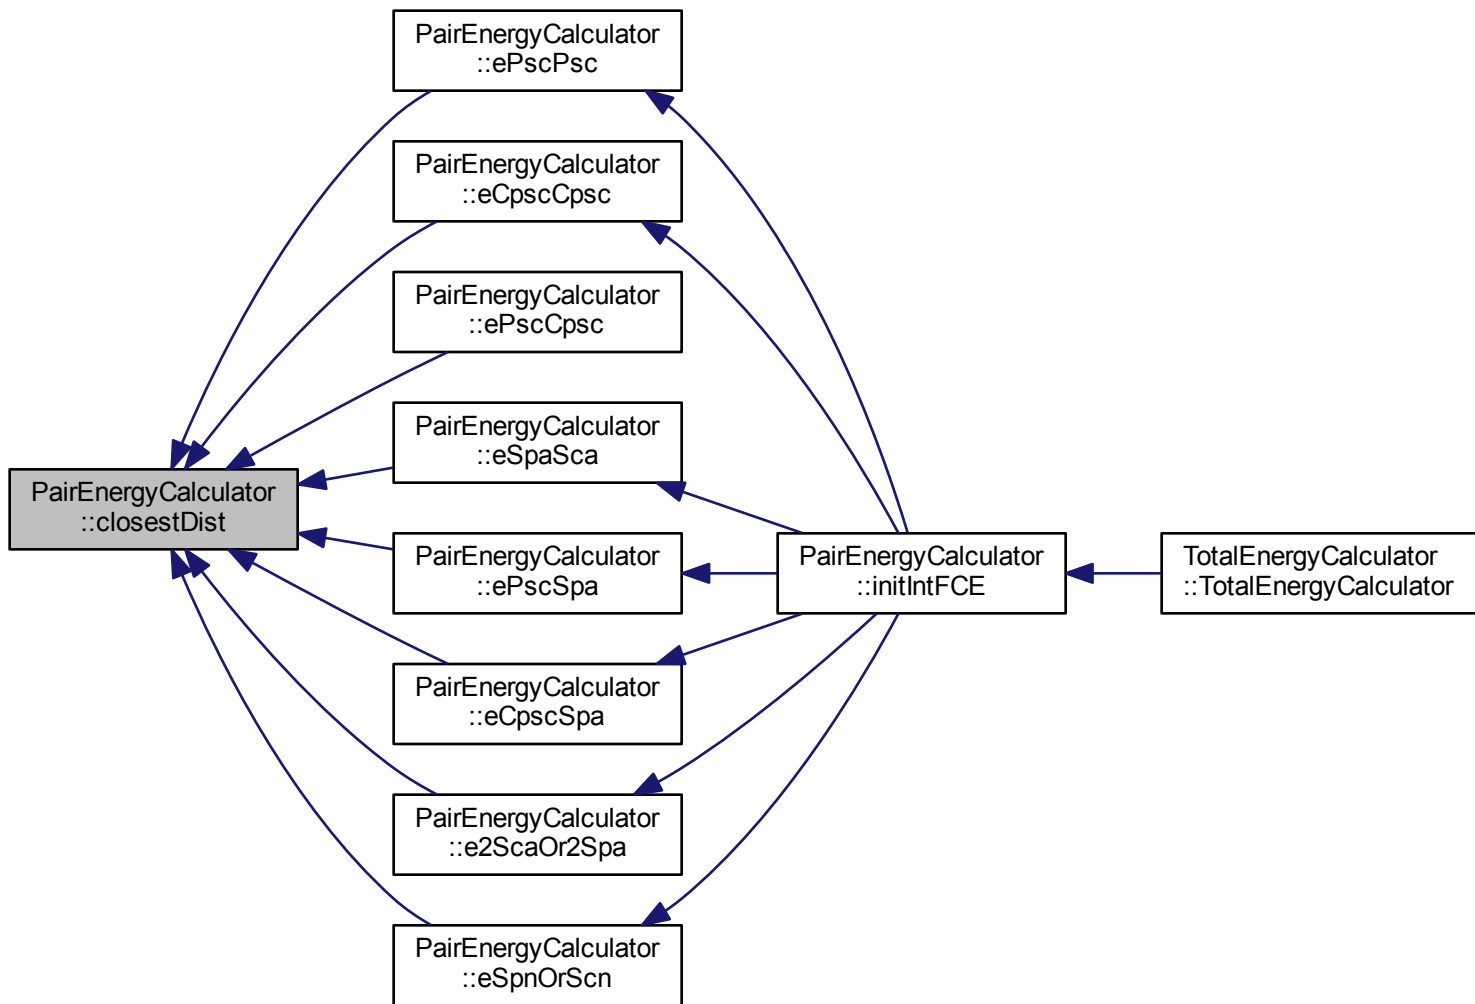 PairEnergyCalculator
::ePscPsc
PairEnergyCalculator
::eCpscCpsc
PairEnergyCalculator
::ePscCpsc
PairEnergyCalculator
::eSpaSca
PairEnergyCalculator
::closestDist
PairEnergyCalculator
::ePscSpa
PairEnergyCalculator
::initIntFCE
TotalEnergyCalculator
::TotalEnergyCalculator
PairEnergyCalculator
::eCpscSpa
PairEnergyCalculator
::e2ScaOr2Spa
PairEnergyCalculator
::eSpnOrScn